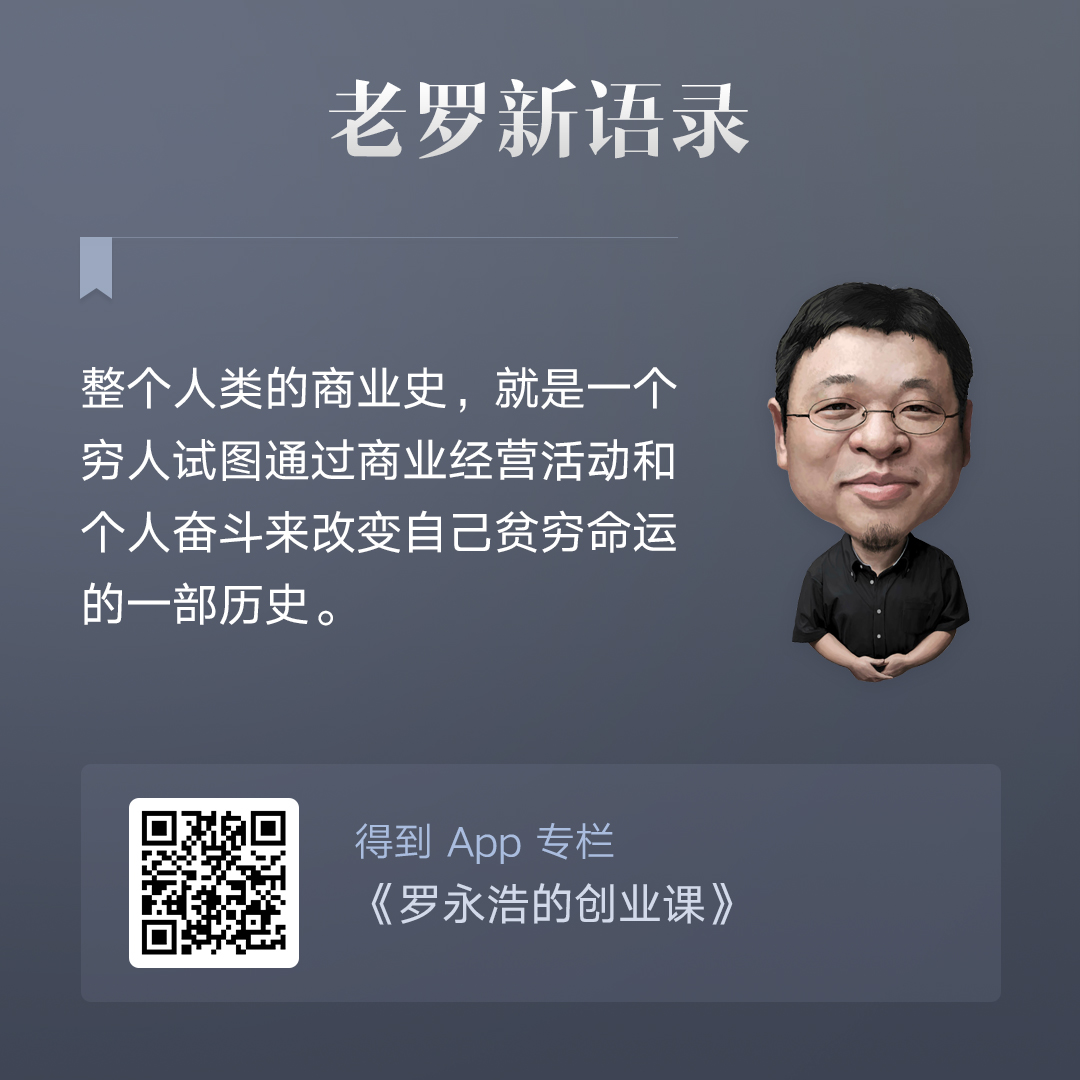 老罗新语录
整个人类的商业史，就是一个
穷人试图通过商业经营活动和
个人奋斗来改变自己贫穷命运
的一部历史。
得到 App 专栏
《罗永浩的创业课》